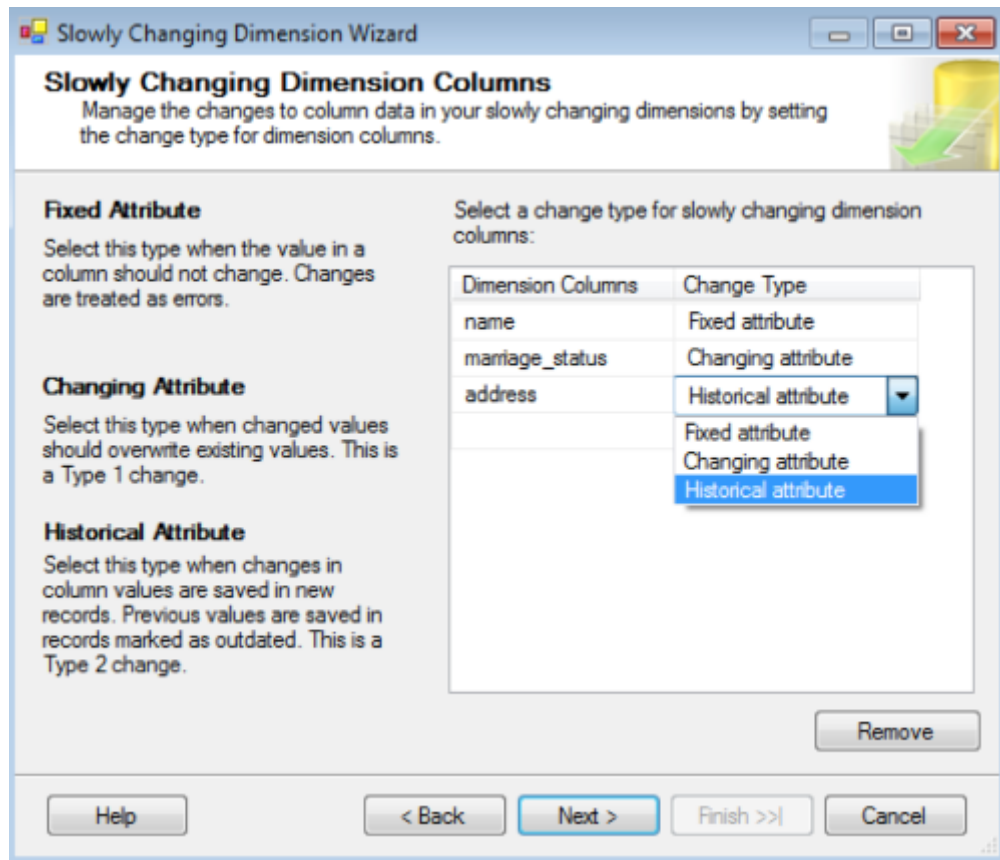 Slowly Changing Dimension Wizard
Slowly Changing Dimension Columns
Manage the changes to column data in your slowly changing dimensions by setting
the change type for dimension columns.
Fixed Attribute
Select this type when the value in a
column should not change. Changes
are treated as errors.
Changing Attribute
Select this type when changed values
should overwrite existing values. This is
a Type 1 change.
Historical Attribute
Select this type when changes in
column values are saved in new
records. Previous values are saved in
records marked as outdated. This is a
Type 2 change.
Select a change type for slowly changing dimension
columns:
Dimension Columns Change Type
name Fixed attribute
marriage_status Changing attribute
address Historical attribute
Fixed attribute
Changing attribute
Historical attribute
Remove
Help < Back Next > Finish >>| Cancel